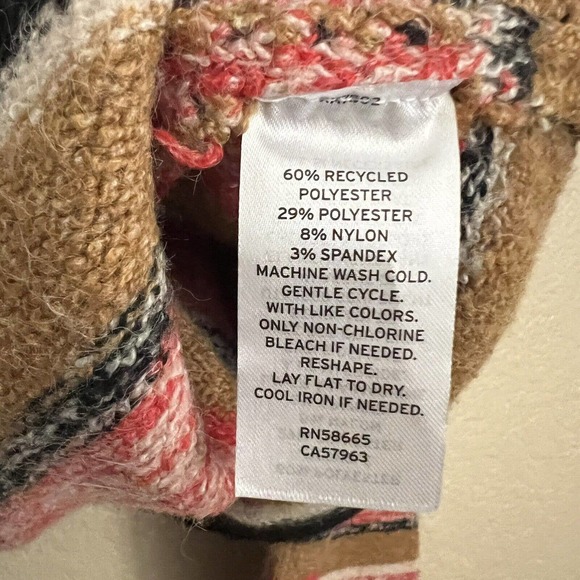 60% RECYCLED
POLYESTER
29% POLYESTER
8% NYLON
3% SPANDEX
MACHINE WASH COLD.
GENTLE CYCLE.
WITH LIKE COLORS.
ONLY NON-CHLORINE
BLEACH IF NEEDED.
RESHAPE.
LAY FLAT TO DRY.
COOL IRON IF NEEDED.
RN58665
CA57963